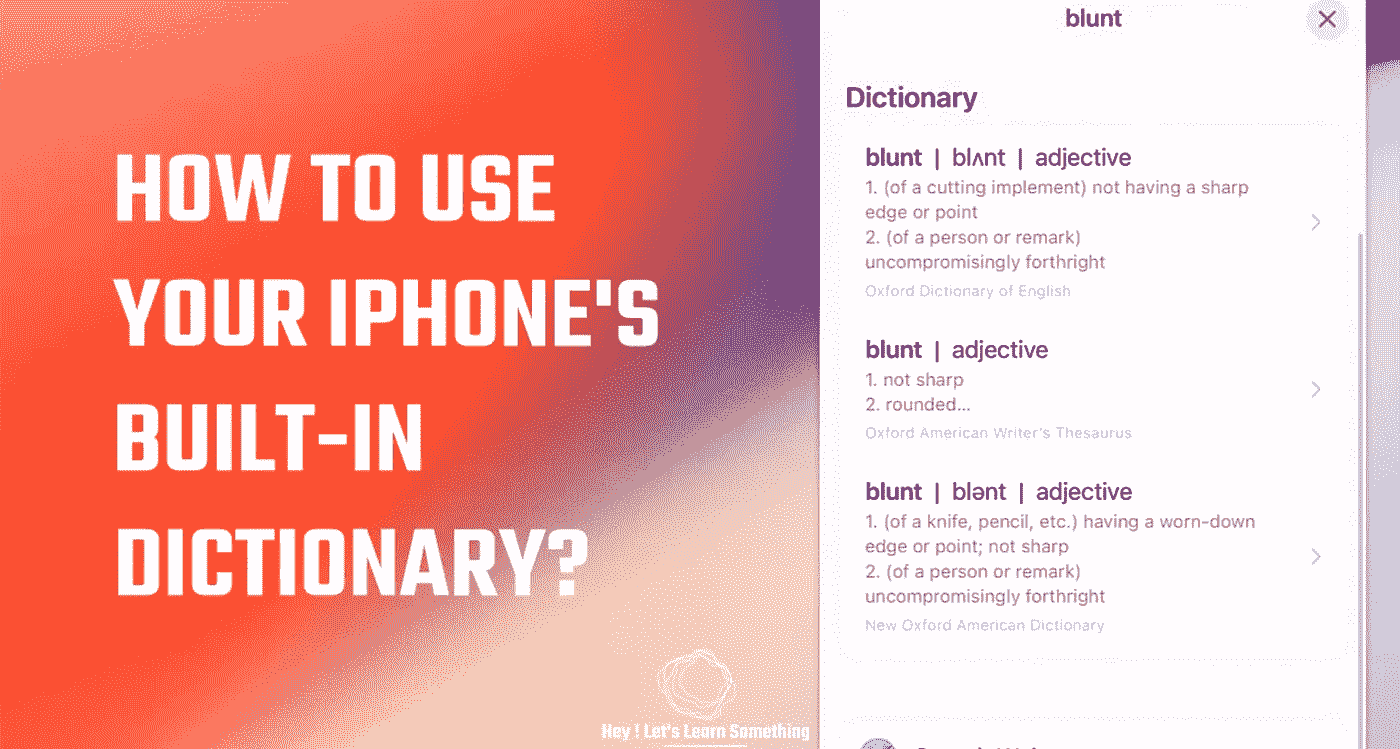 HOW TO USE
YOUR IPHONE'S
BUILT-IN
DICTIONARY?
Hey ! Let's Learn Something
blunt
Dictionary
blunt | blʌnt | adjective
1. (of a cutting implement) not having a sharp
edge or point
2. (of a person or remark)
uncompromisingly forthright
Oxford Dictionary of English
blunt | adjective
1. not sharp
2. rounded...
Oxford American Writer's Thesaurus
blunt | blənt | adjective
1. (of a knife, pencil, etc.) having a worn-down
edge or point; not sharp
2. (of a person or remark)
uncompromisingly forthright
New Oxford American Dictionary